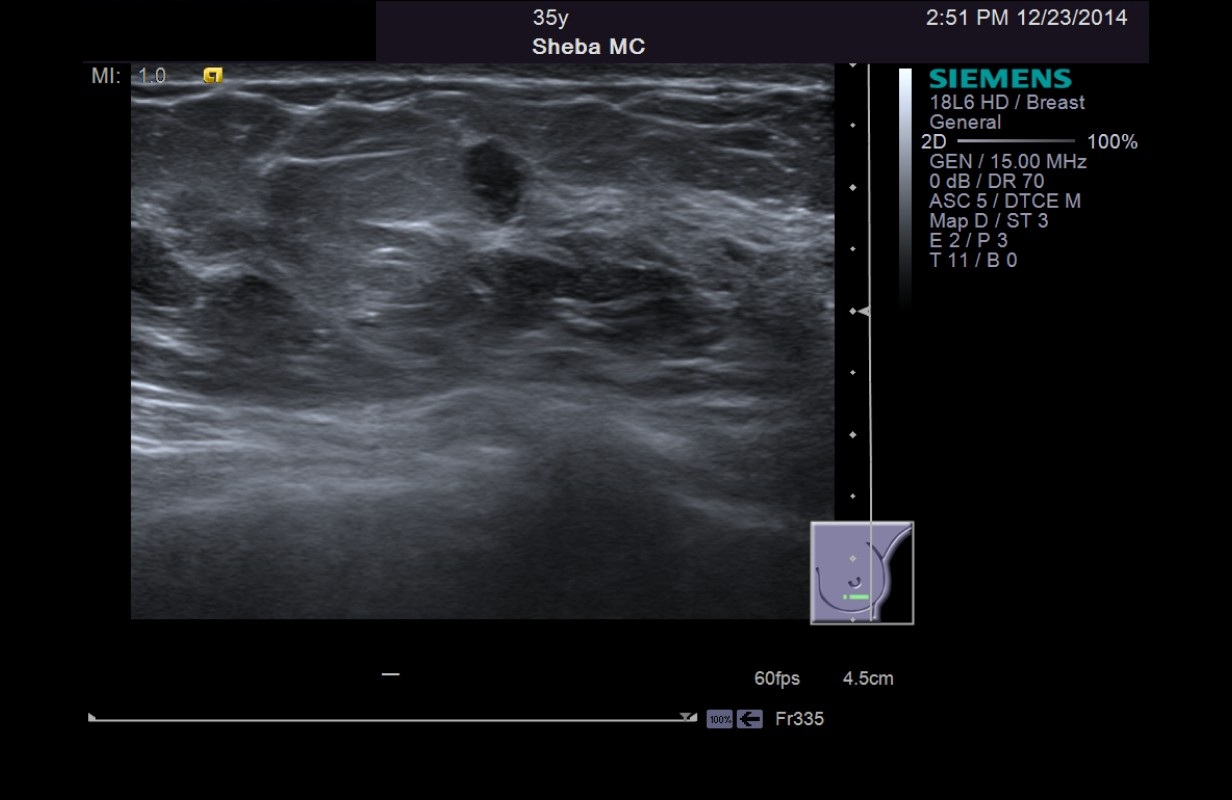 35y
2:51 PM 12/23/2014
Sheba MC
MI: 1.0
SIEMENS
18L6 HD / Breast
General
2D 100%
GEN / 15.00 MHz
0 dB / DR 70
ASC 5 / DTCE M
Map D / ST 3
E 2 / P 3
T 11 / B 0
60fps 4.5cm
100% Fr335